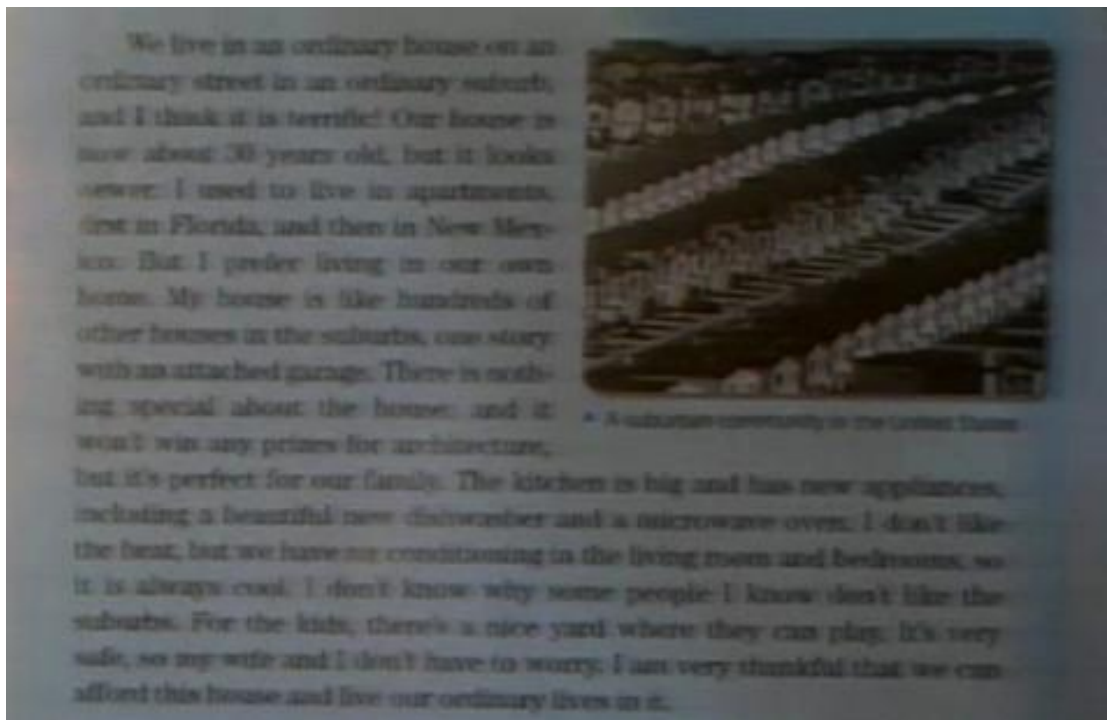 We live in an ordinary house on an
ordinary street in an ordinary suburb,
and I think it is terrific! Our house is
now about 30 years old, but it looks
newer. I used to live in apartments,
first in Florida, and then in New Mex-
ico. But I prefer living in our own
home. My house is like hundreds of
other houses in the suburbs, one story
with an attached garage. There is noth-
ing special about the house, and it
won't win any prizes for architecture,
but it's perfect for our family. The kitchen is big and has new appliances,
including a beautiful new dishwasher and a microwave oven. I don't like
the heat, but we have air conditioning in the living room and bedrooms, so
it is always cool. I don't know why some people I know don't like the
suburbs. For the kids, there's a nice yard where they can play. It's very
safe, so my wife and I don't have to worry. I am very thankful that we can
afford this house and live our ordinary lives in it.
A suburban community in the United States